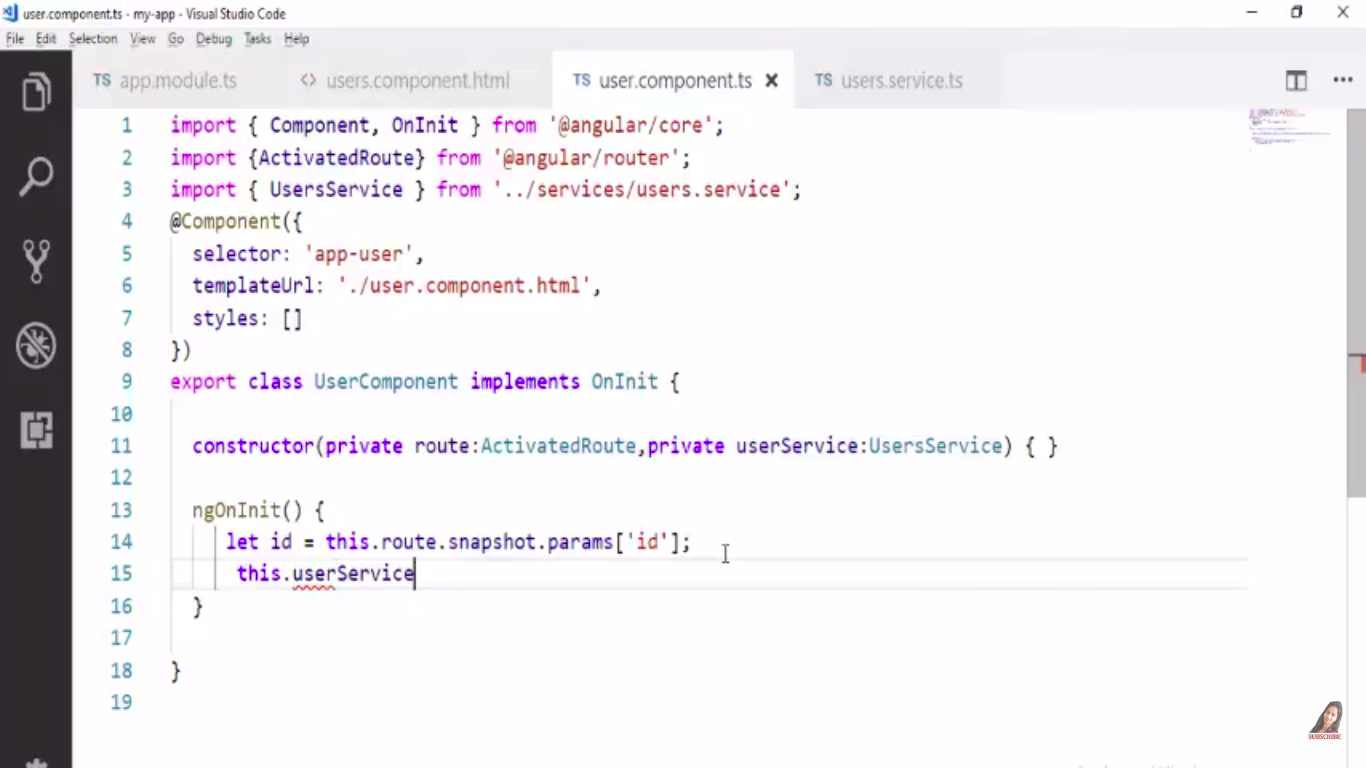 user.component.ts - my-app - Visual Studio Code
File Edit Selection View Go Debug Tasks Help
TS app.module.ts <> users.component.html TS user.component.ts TS users.service.ts
1 import { Component, OnInit } from '@angular/core';
2 import {ActivatedRoute} from '@angular/router';
3 import { UsersService } from '../services/users.service';
4 @Component({
5 selector: 'app-user',
6 templateUrl: './user.component.html',
7 styles: []
8 })
9 export class UserComponent implements OnInit {
10
11 constructor(private route:ActivatedRoute,private userService:UsersService) { }
12
13 ngOnInit() {
14 let id = this.route.snapshot.params['id'];
15 this.userService
16 }
17
18 }
19
SUBSCRIBE